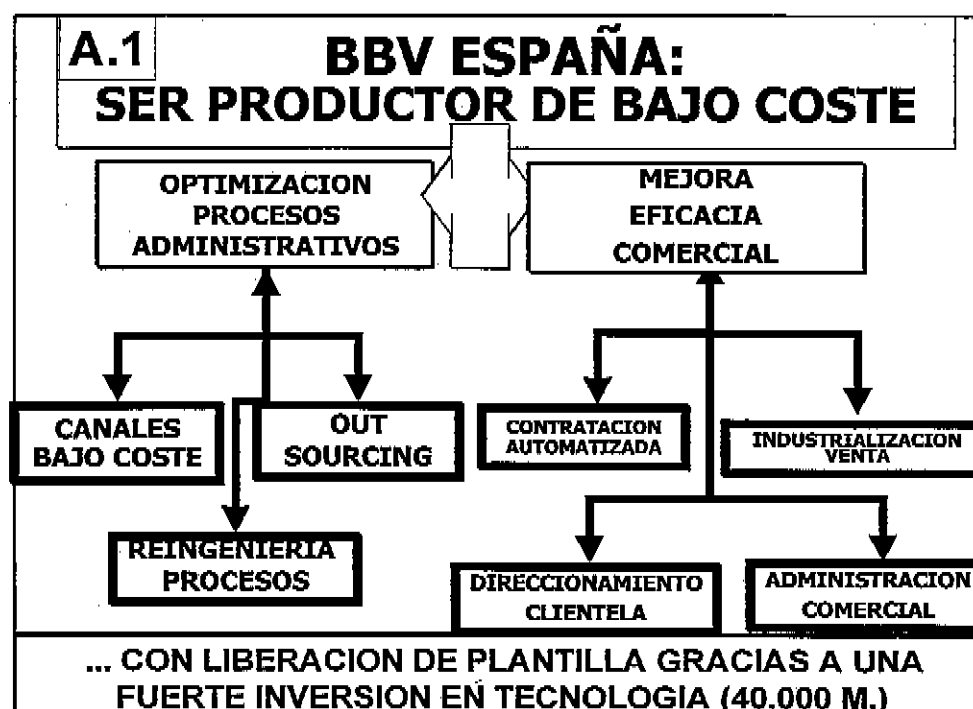 A.1
BBV ESPAÑA:
SER PRODUCTOR DE BAJO COSTE
OPTIMIZACION
PROCESOS
ADMINISTRATIVOS
MEJORA
EFICACIA
COMERCIAL
CANALES
BAJO COSTE
OUT
SOURCING
CONTRATACION
AUTOMATIZADA
INDUSTRIALIZACION
VENTA
REINGENIERIA
PROCESOS
DIRECCIONAMIENTO
CLIENTELA
ADMINISTRACION
COMERCIAL
... CON LIBERACION DE PLANTILLA GRACIAS A UNA
FUERTE INVERSION EN TECNOLOGIA (40.000 M.)